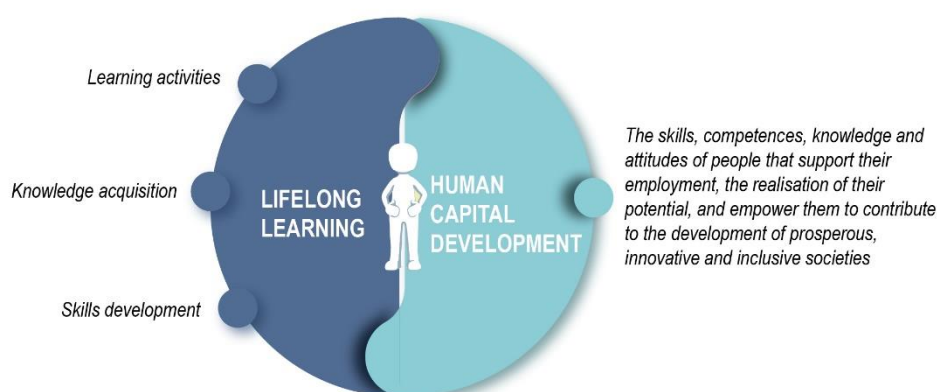 Learning activities
Knowledge acquisition
Skills development
LIFELONG
LEARNING
HUMAN
CAPITAL
DEVELOPMENT
The skills, competences, knowledge and
attitudes of people that support their
employment, the realisation of their
potential, and empower them to contribute
to the development of prosperous,
innovative and inclusive societies